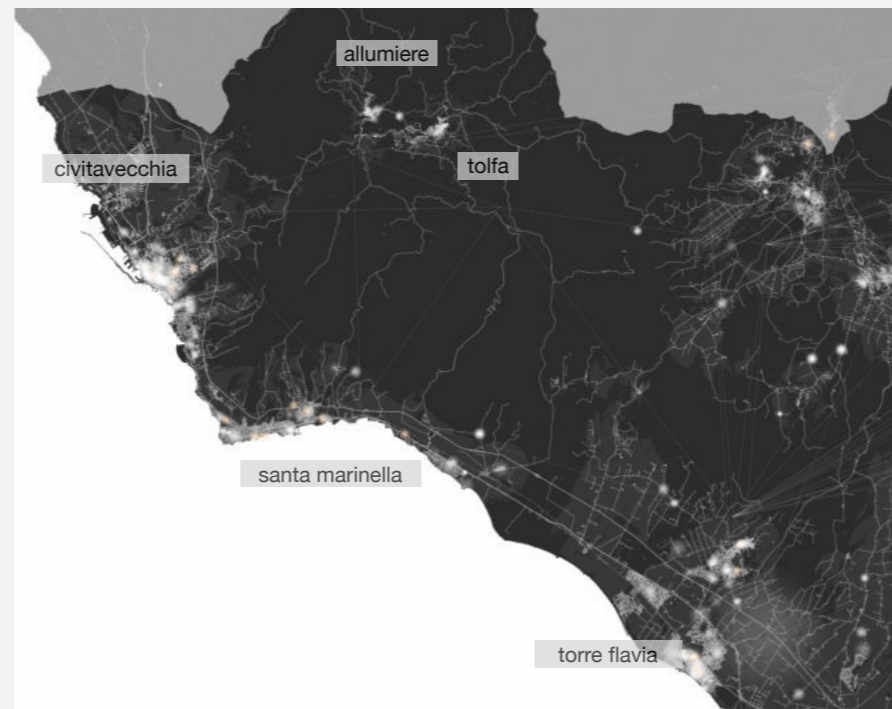 allumiere
civitavecchia
tolfa
santa marinella
torre flavia